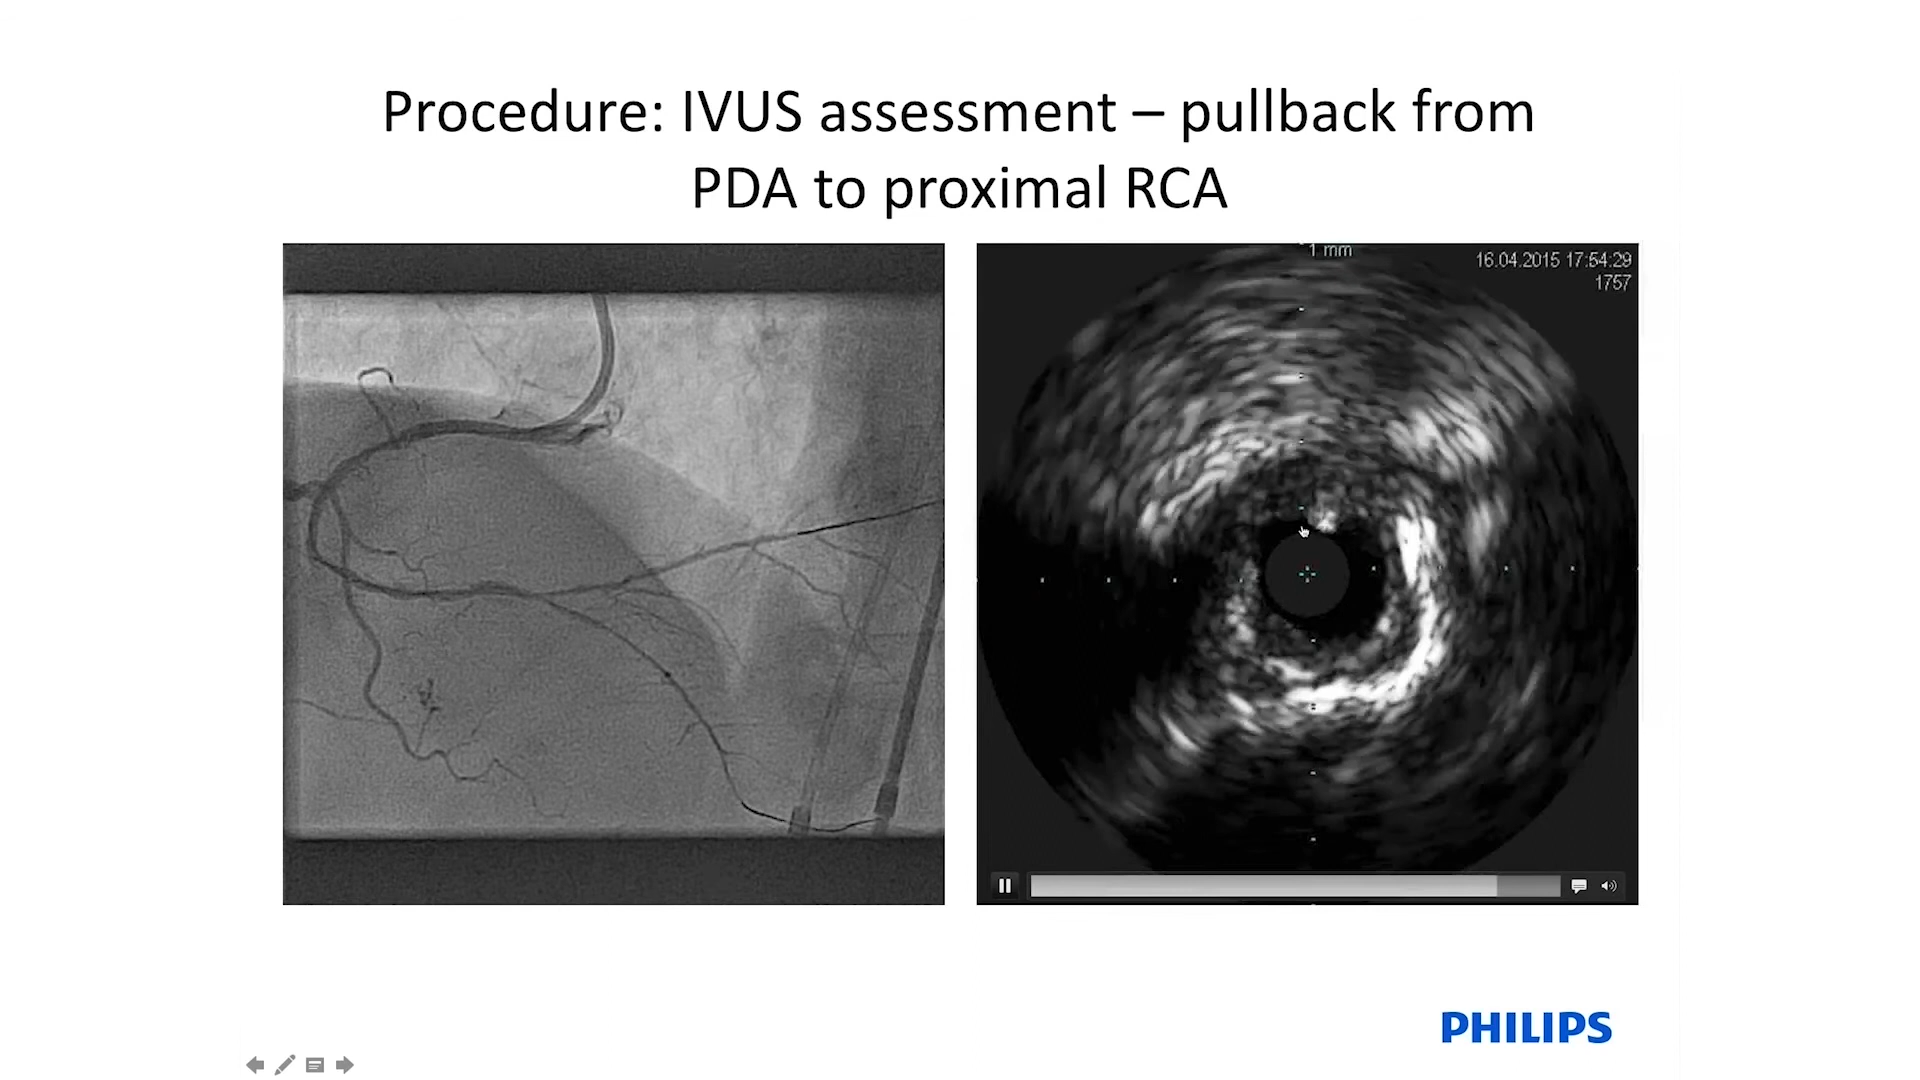 Procedure: IVUS assessment – pullback from
PDA to proximal RCA
1 mm
16.04.2015 17:54:29
1757
PHILIPS